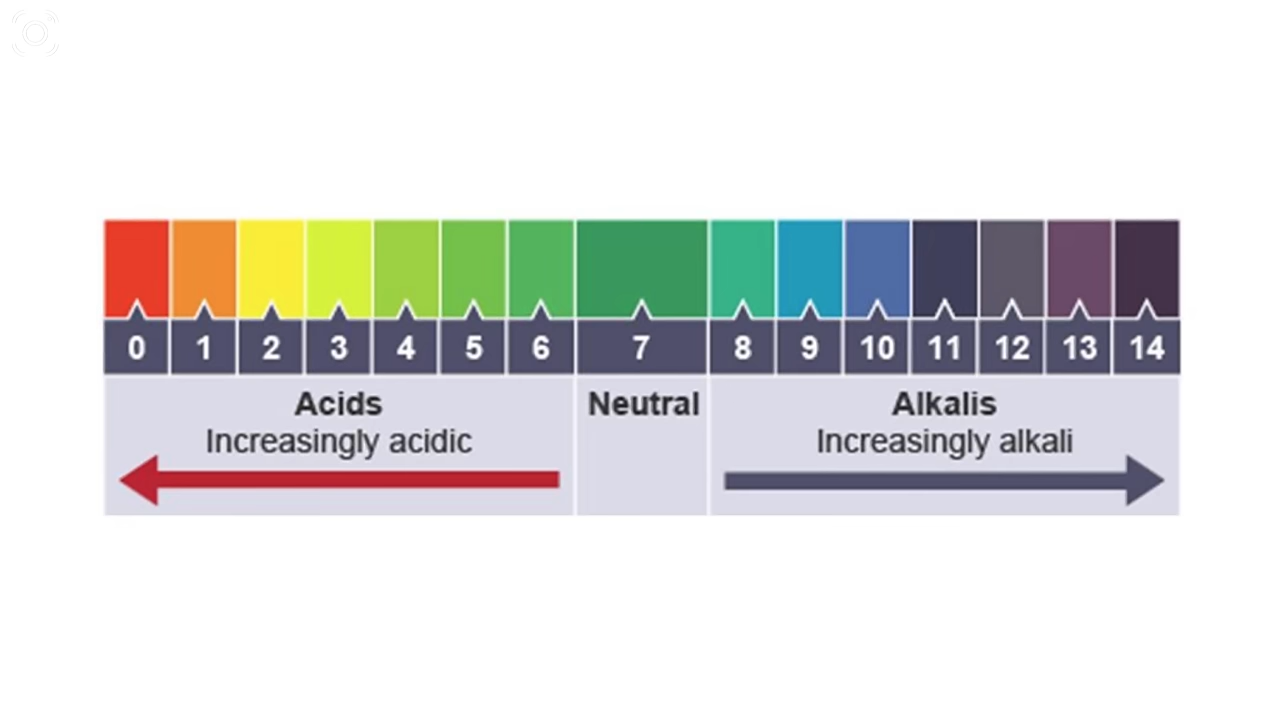 0 1 2 3 4 5 6 7 8 9 10 11 12 13 14
Acids Neutral Alkalis
Increasingly acidic Increasingly alkali